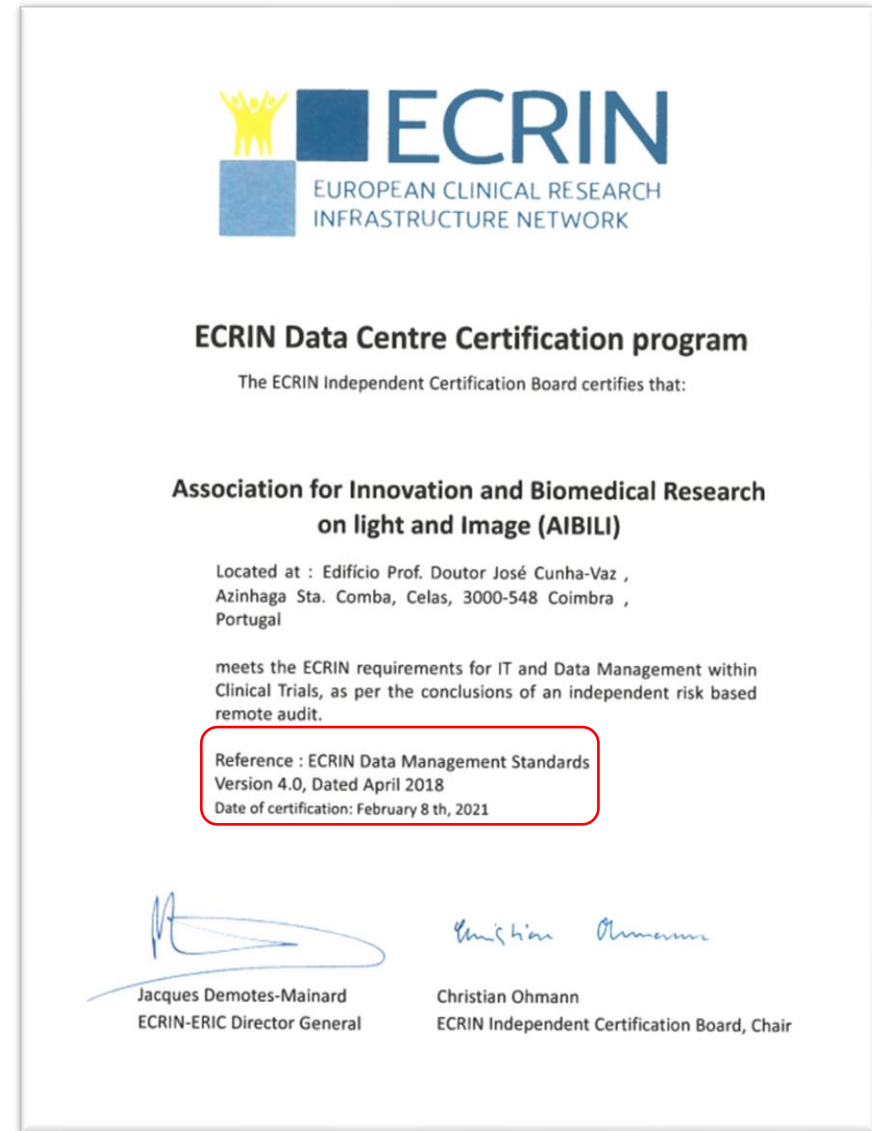 ECRIN
EUROPEAN CLINICAL RESEARCH
INFRASTRUCTURE NETWORK
ECRIN Data Centre Certification program
The ECRIN Independent Certification Board certifies that:
Association for Innovation and Biomedical Research
on light and Image (AIBILI)
Located at : Edifício Prof. Doutor José Cunha-Vaz ,
Azinhaga Sta. Comba, Celas, 3000-548 Coimbra ,
Portugal
meets the ECRIN requirements for IT and Data Management within
Clinical Trials, as per the conclusions of an independent risk based
remote audit.
Reference : ECRIN Data Management Standards
Version 4.0, Dated April 2018
Date of certification: February 8 th, 2021
Christian Ohmann
Jacques Demotes-Mainard
ECRIN-ERIC Director General
Christian Ohmann
ECRIN Independent Certification Board, Chair